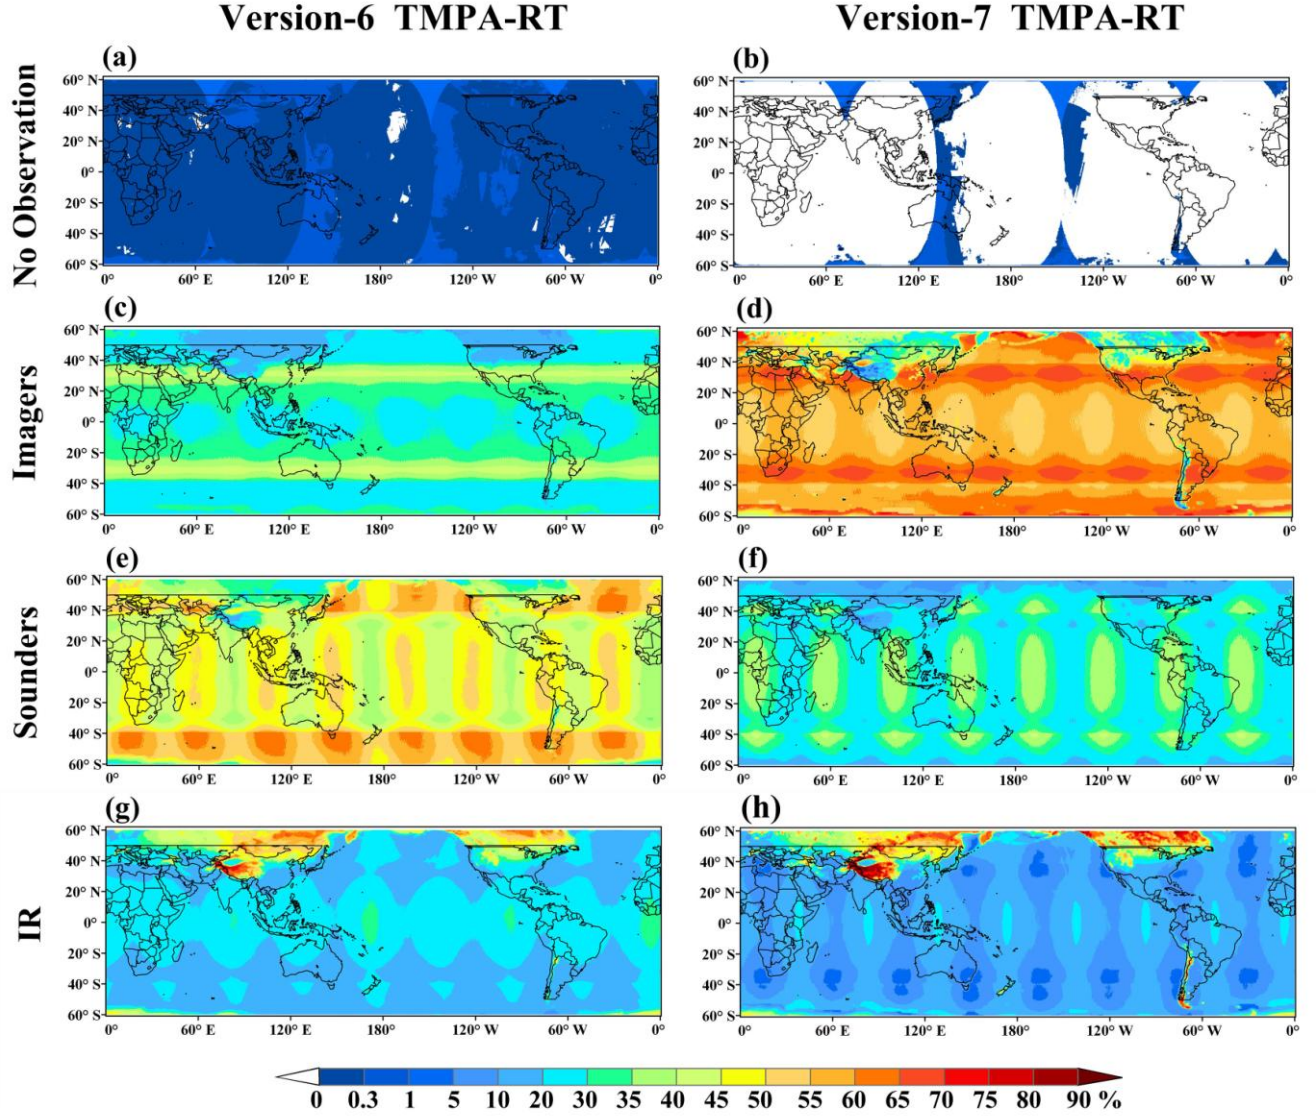 Version-6 TMPA-RT
Version-7 TMPA-RT
No Observation
(a)
60° N
40° N
20° N
0°
20° S
40° S
60° S
0°
60° E
120° E
180°
120° W
60° W
0°
(b)
60° N
40° N
20° N
0°
20° S
40° S
60° S
0°
60° E
120° E
180°
120° W
60° W
0°
Imagers
(c)
60° N
40° N
20° N
0°
20° S
40° S
60° S
0°
60° E
120° E
180°
120° W
60° W
0°
(d)
60° N
40° N
20° N
0°
20° S
40° S
60° S
0°
60° E
120° E
180°
120° W
60° W
0°
Sounders
(e)
60° N
40° N
20° N
0°
20° S
40° S
60° S
0°
60° E
120° E
180°
120° W
60° W
0°
(f)
60° N
40° N
20° N
0°
20° S
40° S
60° S
0°
60° E
120° E
180°
120° W
60° W
0°
IR
(g)
60° N
40° N
20° N
0°
20° S
40° S
60° S
0°
60° E
120° E
180°
120° W
60° W
0°
(h)
60° N
40° N
20° N
0°
20° S
40° S
60° S
0°
60° E
120° E
180°
120° W
60° W
0°
0 0.3 1 5 10 20 30 35 40 45 50 55 60 65 70 75 80 90 %